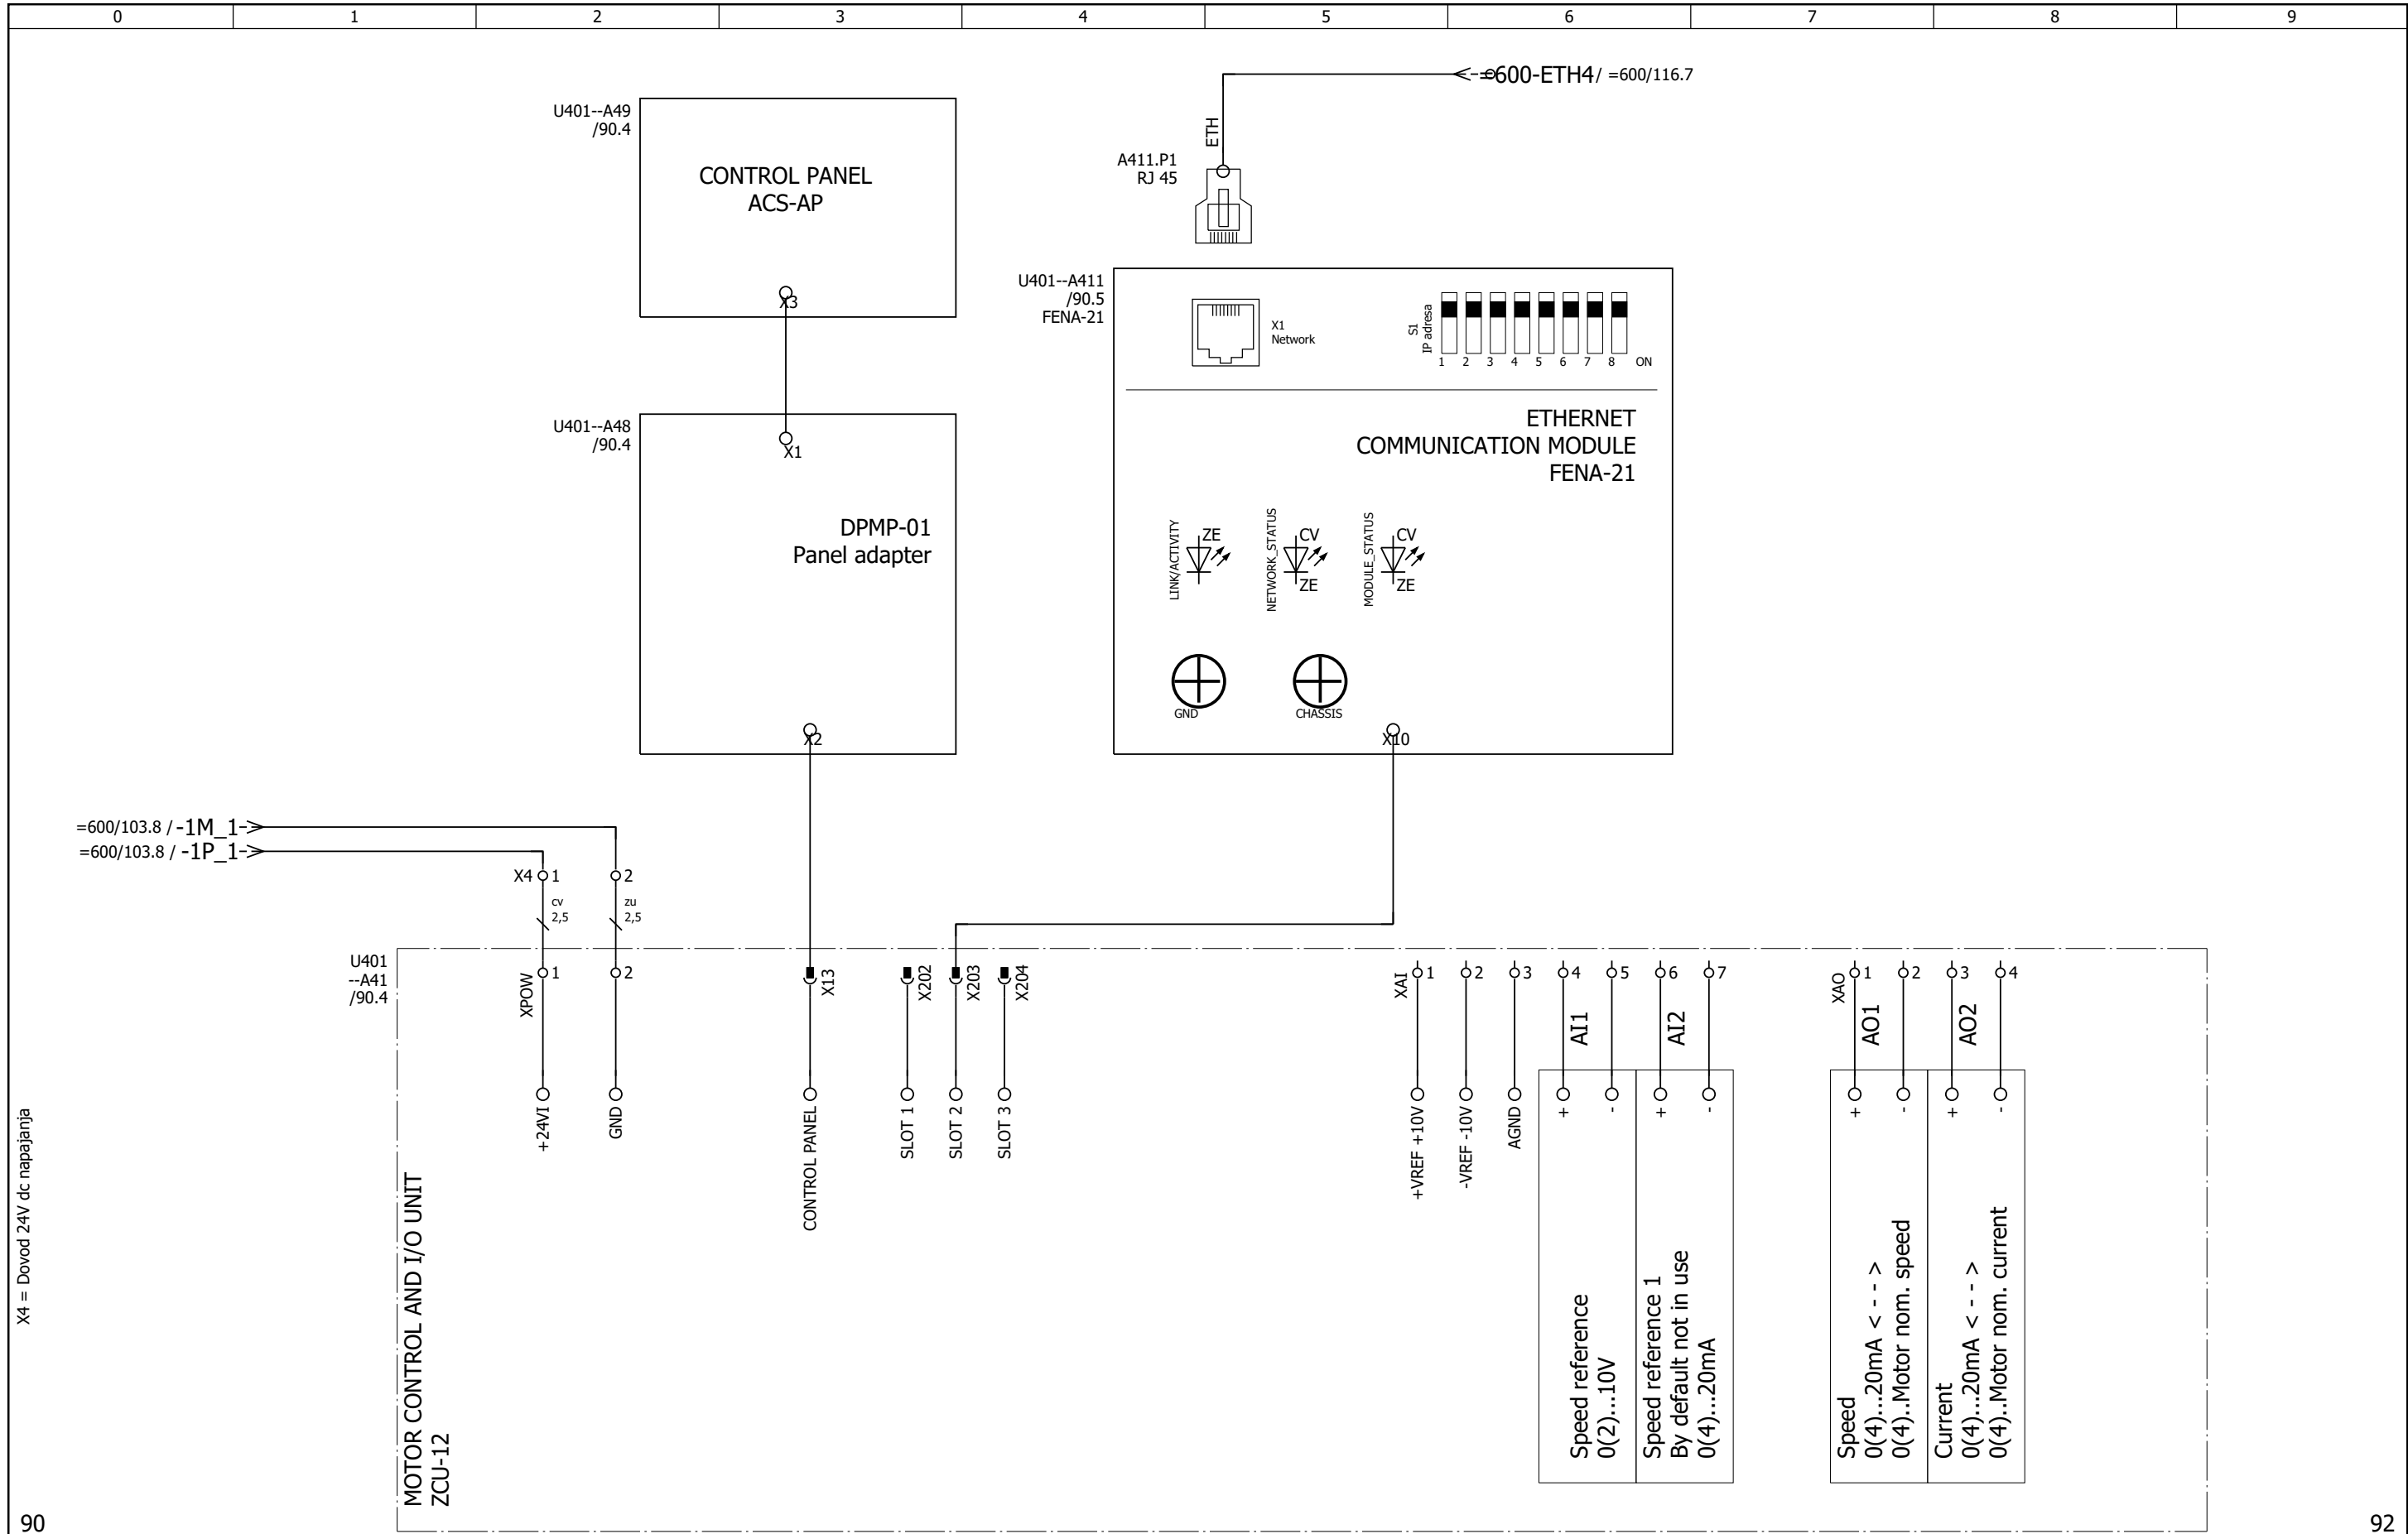 0 1 2 3 4 5 6 7 8 9
=600-ETH4/ =600/116.7
U401--A49
/90.4
CONTROL PANEL
ACS-AP
X3
ETH
A411.P1
RJ 45
U401--A411
/90.5
FENA-21
X1
Network
S1
IP adresa
1 2 3 4 5 6 7 8 ON
U401--A48
/90.4
X1
DPMP-01
Panel adapter
X2
ETHERNET
COMMUNICATION MODULE
FENA-21
LINK/ACTIVITY
ZE
NETWORK_STATUS
CV
ZE
MODULE_STATUS
CV
ZE
GND
CHASSIS
X10
=600/103.8 / -1M_1
=600/103.8 / -1P_1
X4 1 2
cv
2,5
zu
2,5
U401
--A41
/90.4
XPOW 1 2
X13
X202
X203
X204
XAI 1 2 3 4 5 6 7
XAO 1 2 3 4
AI1
AI2
AO1
AO2
+24VI
GND
CONTROL PANEL
SLOT 1
SLOT 2
SLOT 3
+VREF +10V
-VREF -10V
AGND
+ - + -
+ - + -
Speed reference
0(2)...10V
Speed reference 1
By default not in use
0(4)...20mA
Speed
0(4)...20mA < - - >
0(4)..Motor nom. speed
Current
0(4)...20mA < - - >
0(4)..Motor nom. current
MOTOR CONTROL AND I/O UNIT
ZCU-12
X4 = Dovod 24V dc napajanja
90
92